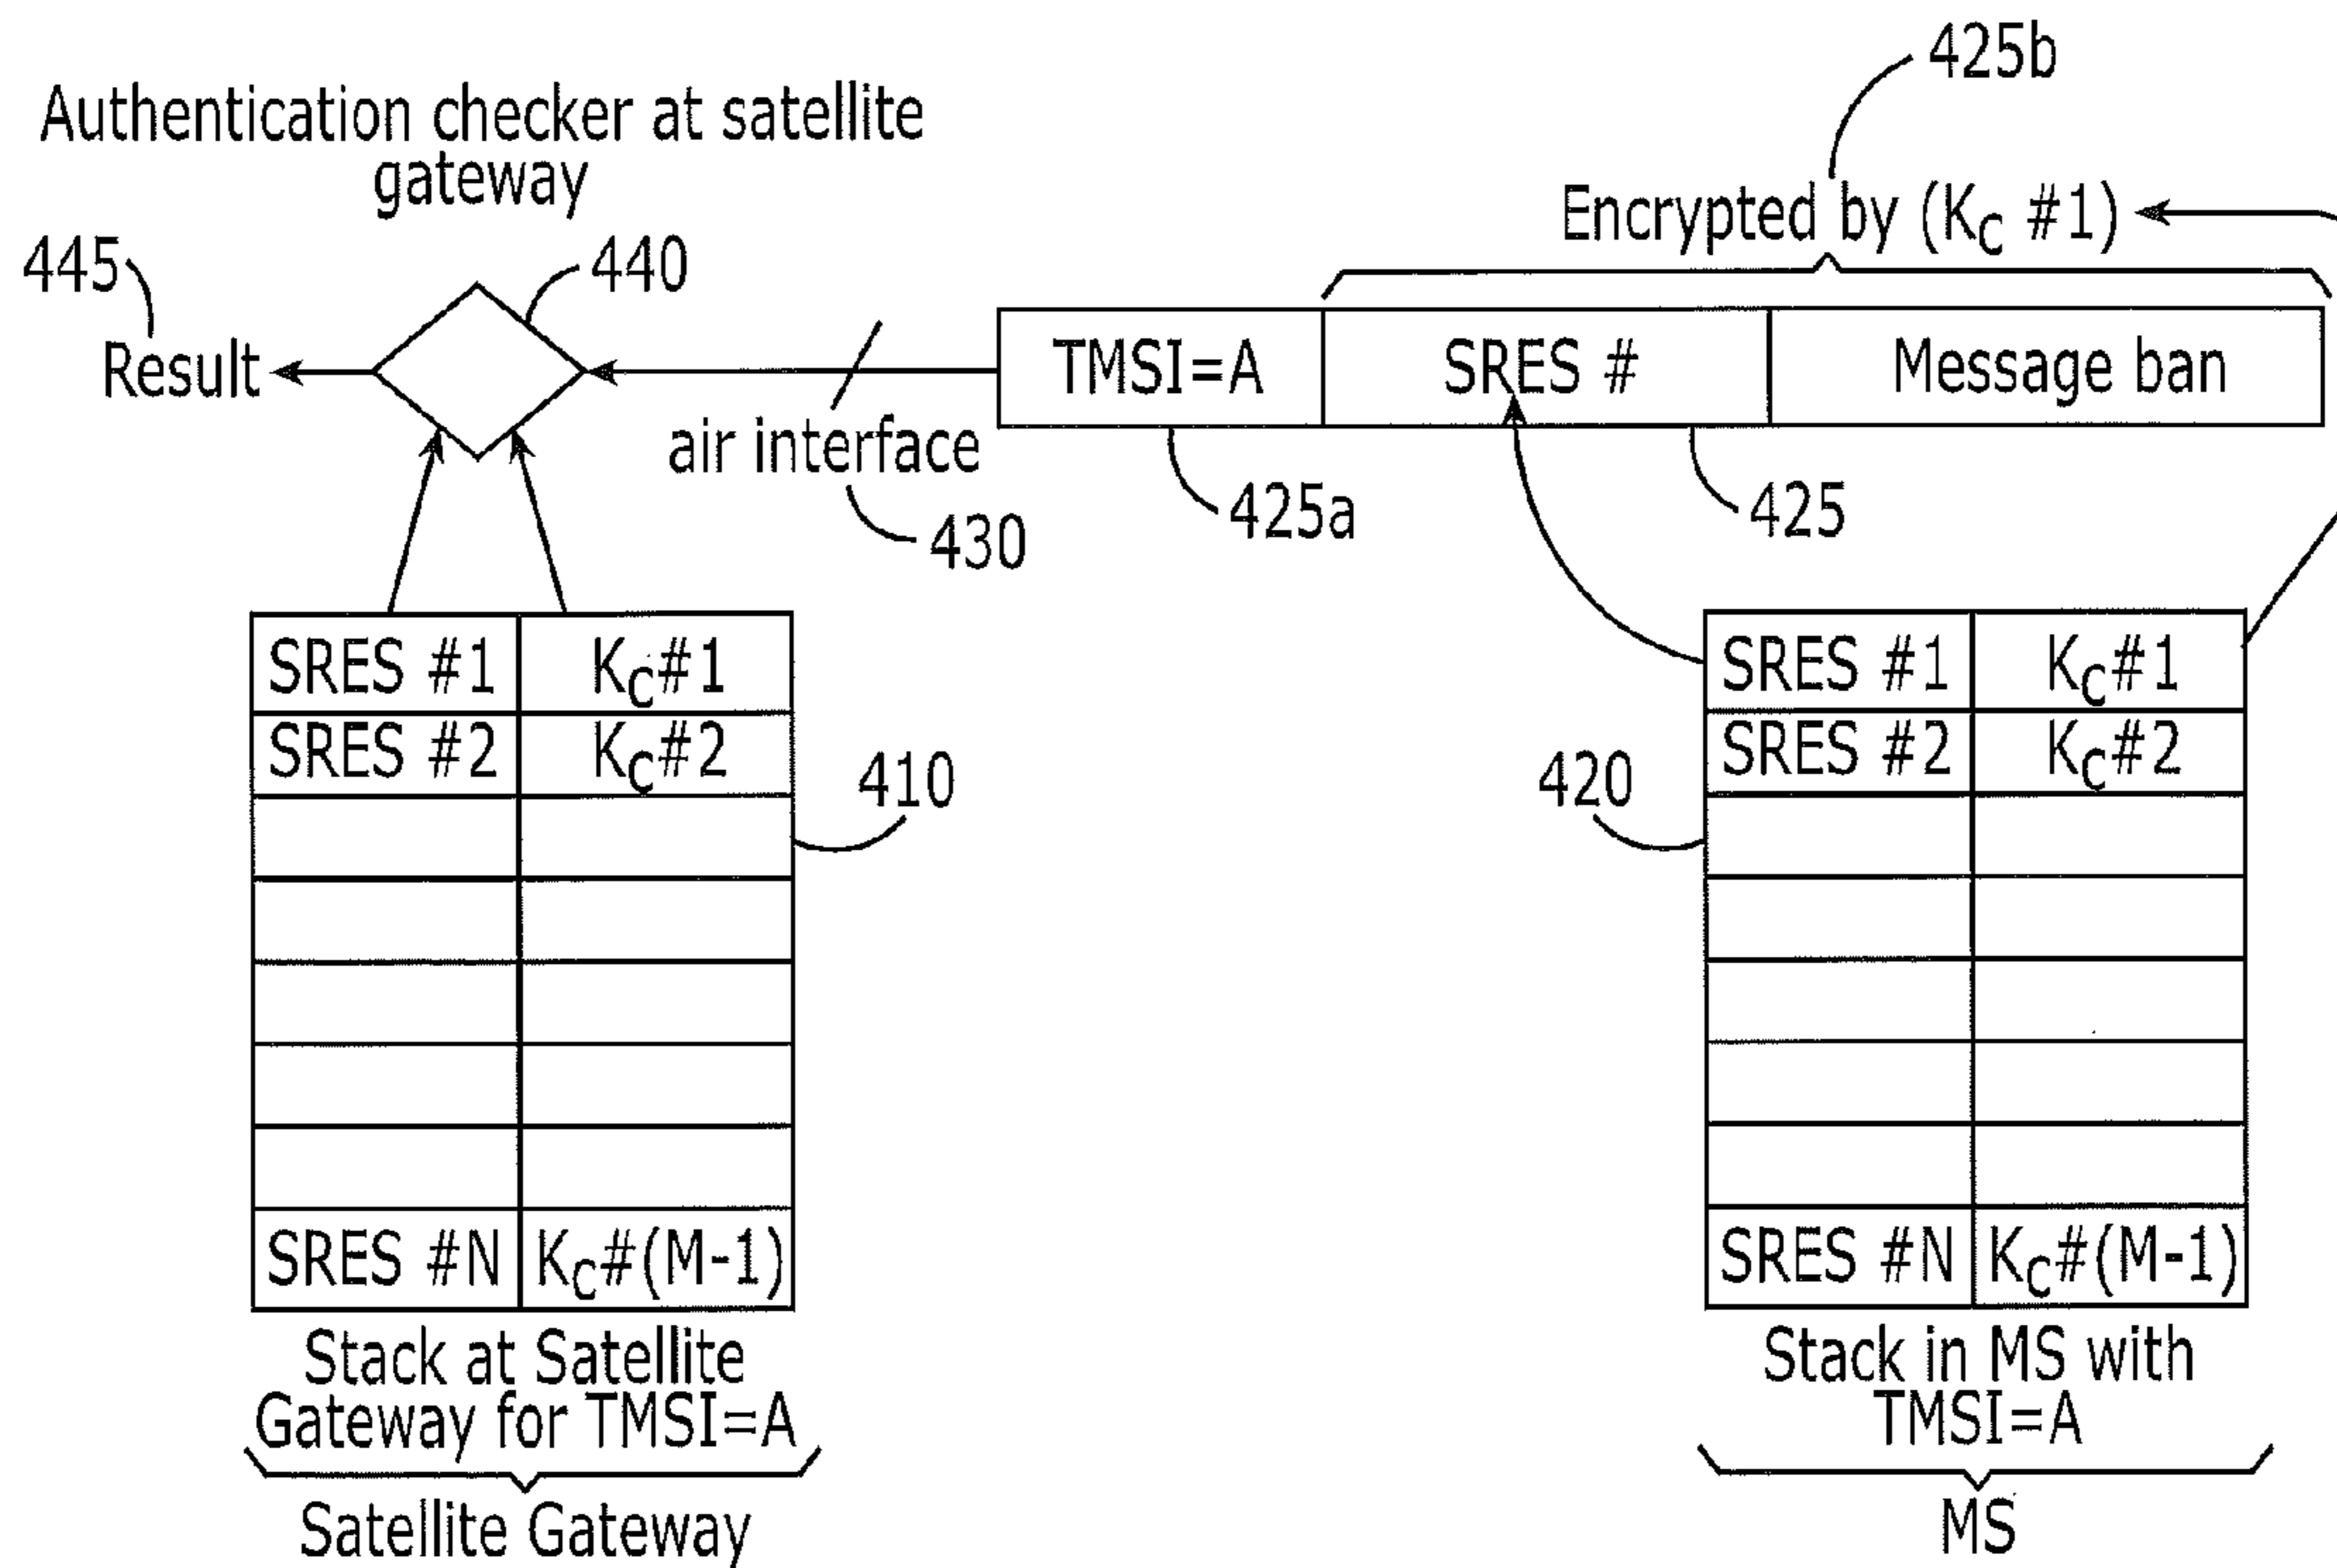 425b
Authentication checker at satellite
gateway
Encrypted by (KC #1)
445
440
Result
TMSI=A
SRES #
Message ban
air interface
425a
425
430
SRES #1
KC#1
SRES #2
KC#2
410
SRES #N
KC#(M-1)
Stack at Satellite
Gateway for TMSI=A
Satellite Gateway
SRES #1
KC#1
SRES #2
KC#2
420
SRES #N
KC#(M-1)
Stack in MS with
TMSI=A
MS